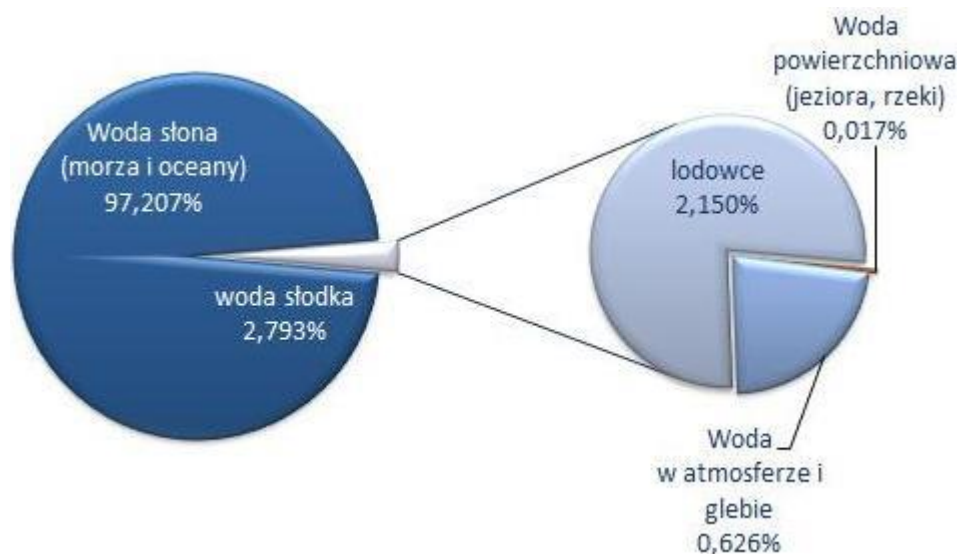 Woda słona
(morza i oceany)
97,207%
woda słodka
2,793%
lodowce
2,150%
Woda
powierzchniowa
(jeziora, rzeki)
0,017%
Woda
w atmosferze i
glebie
0,626%